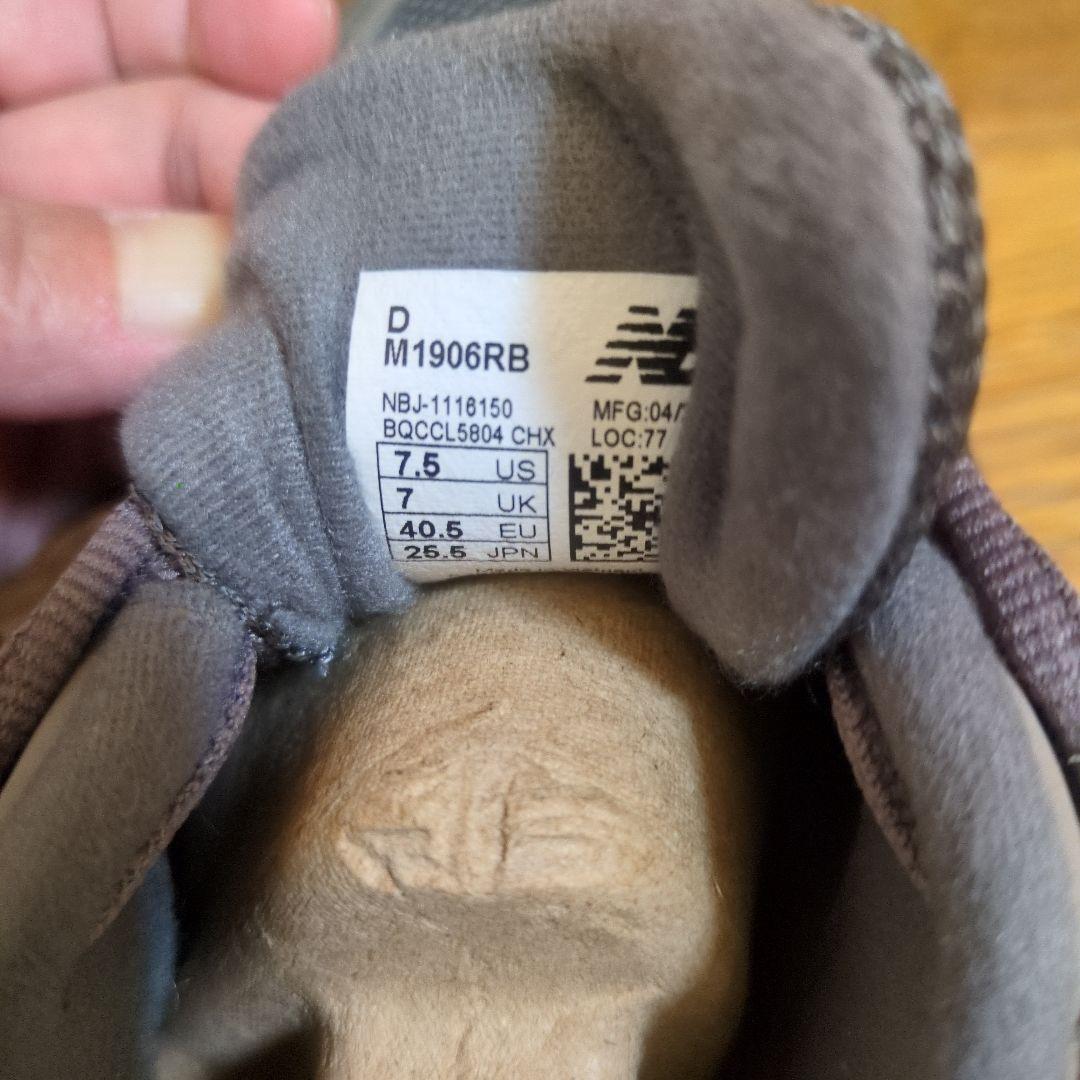 D
M1906RB
NBJ-1116150
BQCCL5804 CHX
MFG:04/
LOC:77
7.5 US
7 UK
40.5 EU
25.5 JPN